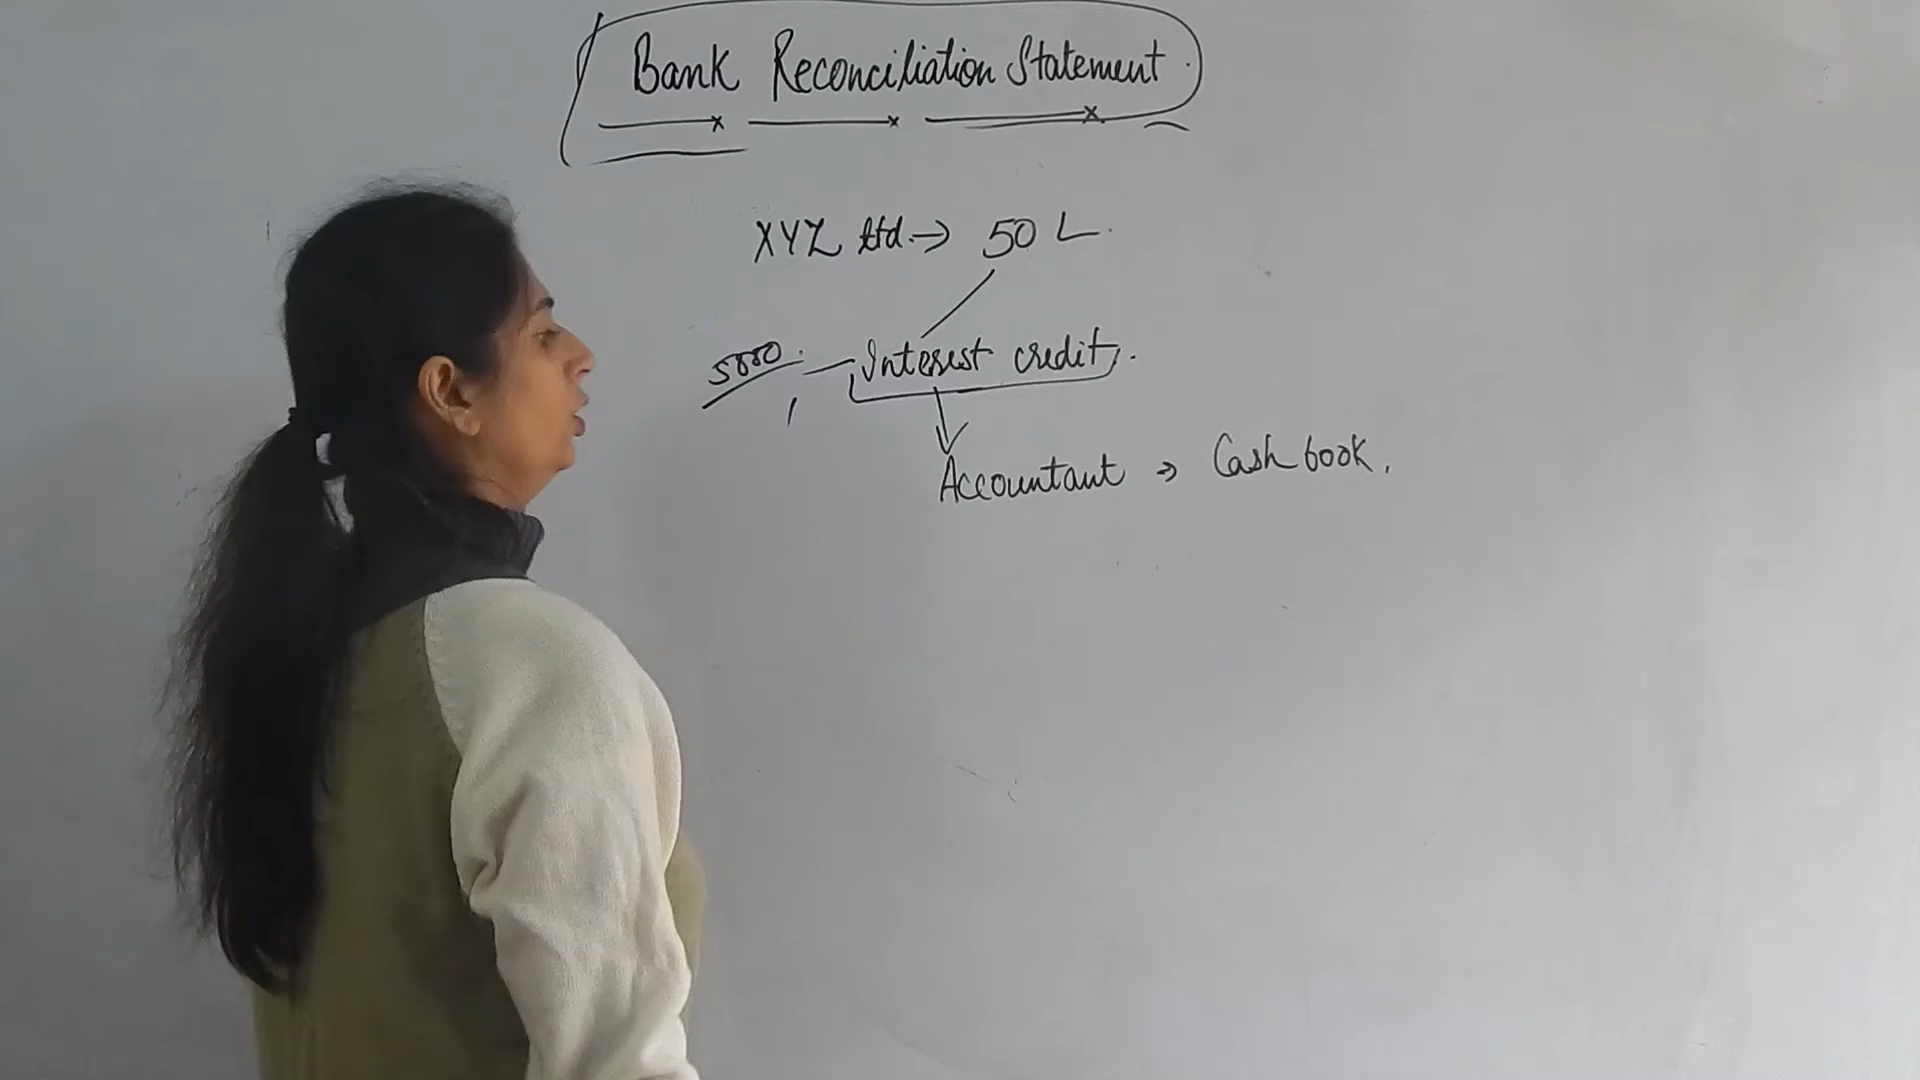 Bank Reconciliation Statement.
XYZ Ltd. → 50 L.
5000. — Interest credit.
Accountant → Cash book.